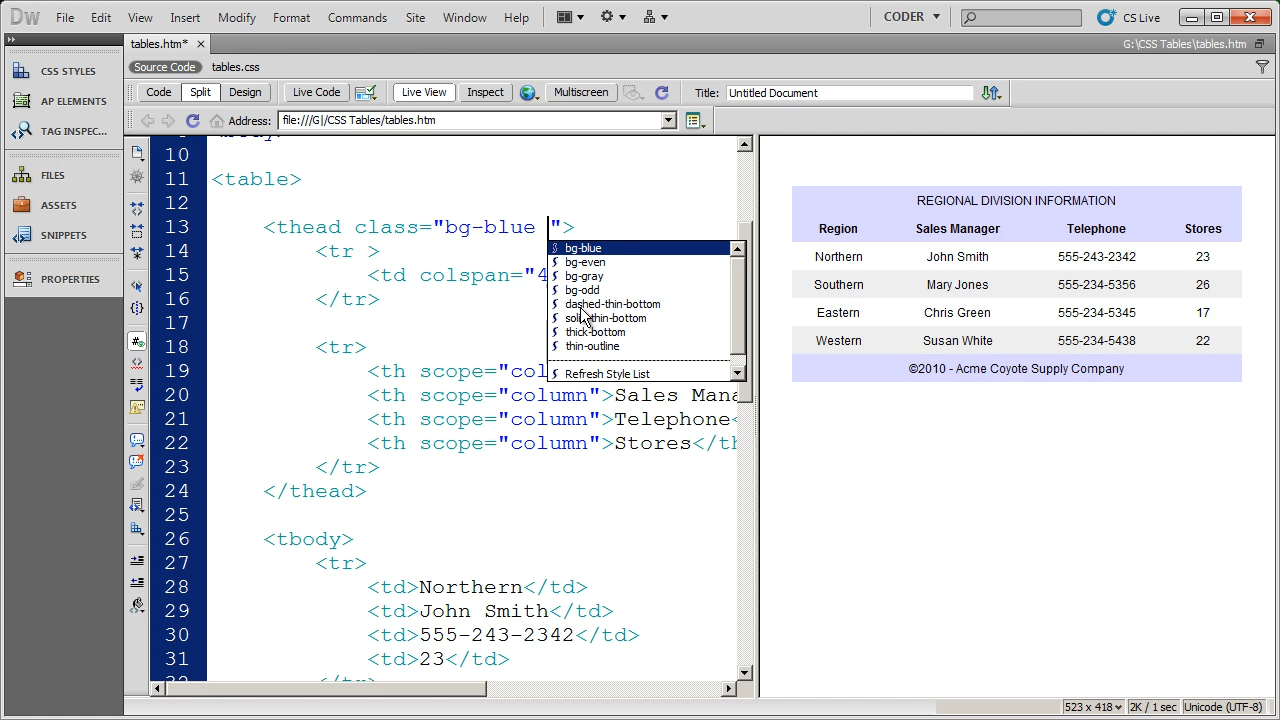 Dw File Edit View Insert Modify Format Commands Site Window Help CODER CS Live
tables.htm* G:\CSS Tables\tables.htm
Source Code tables.css
Code Split Design Live Code Live View Inspect Multiscreen Title: Untitled Document
Address: file:///G|/CSS Tables/tables.htm
CSS STYLES
AP ELEMENTS
TAG INSPEC...
FILES
ASSETS
SNIPPETS
PROPERTIES
10
11 <table>
12
13 <thead class="bg-blue ">
14 <tr >
15 <td colspan="4
16 </tr>
17
18 <tr>
19 <th scope="col
20 <th scope="column">Sales Mana
21 <th scope="column">Telephone<
22 <th scope="column">Stores</th
23 </tr>
24 </thead>
25
26 <tbody>
27 <tr>
28 <td>Northern</td>
29 <td>John Smith</td>
30 <td>555-243-2342</td>
31 <td>23</td>
bg-blue
bg-even
bg-gray
bg-odd
dashed-thin-bottom
solid-thin-bottom
thick-bottom
thin-outline
Refresh Style List
REGIONAL DIVISION INFORMATION
Region Sales Manager Telephone Stores
Northern John Smith 555-243-2342 23
Southern Mary Jones 555-234-5356 26
Eastern Chris Green 555-234-5345 17
Western Susan White 555-234-5438 22
©2010 - Acme Coyote Supply Company
523 x 418 2K / 1 sec Unicode (UTF-8)